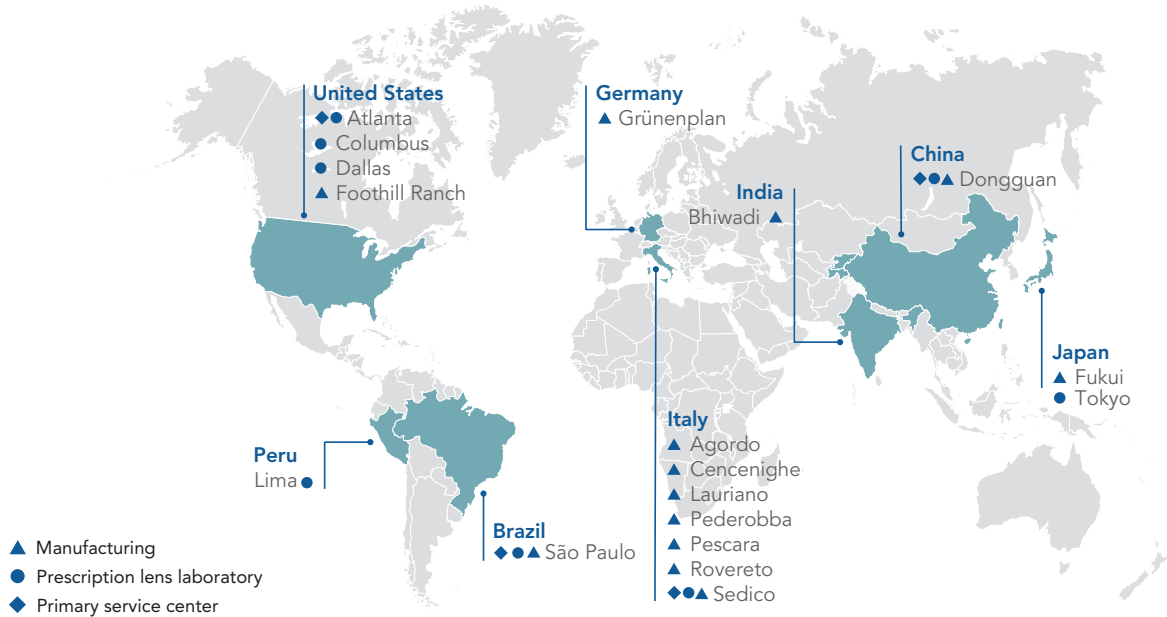 United States
Atlanta
Columbus
Dallas
Foothill Ranch
Germany
Grünenplan
China
Dongguan
India
Bhiwadi
Japan
Fukui
Tokyo
Italy
Agordo
Cencenighe
Lauriano
Pederobba
Pescara
Rovereto
Sedico
Peru
Lima
Brazil
São Paulo
Manufacturing
Prescription lens laboratory
Primary service center